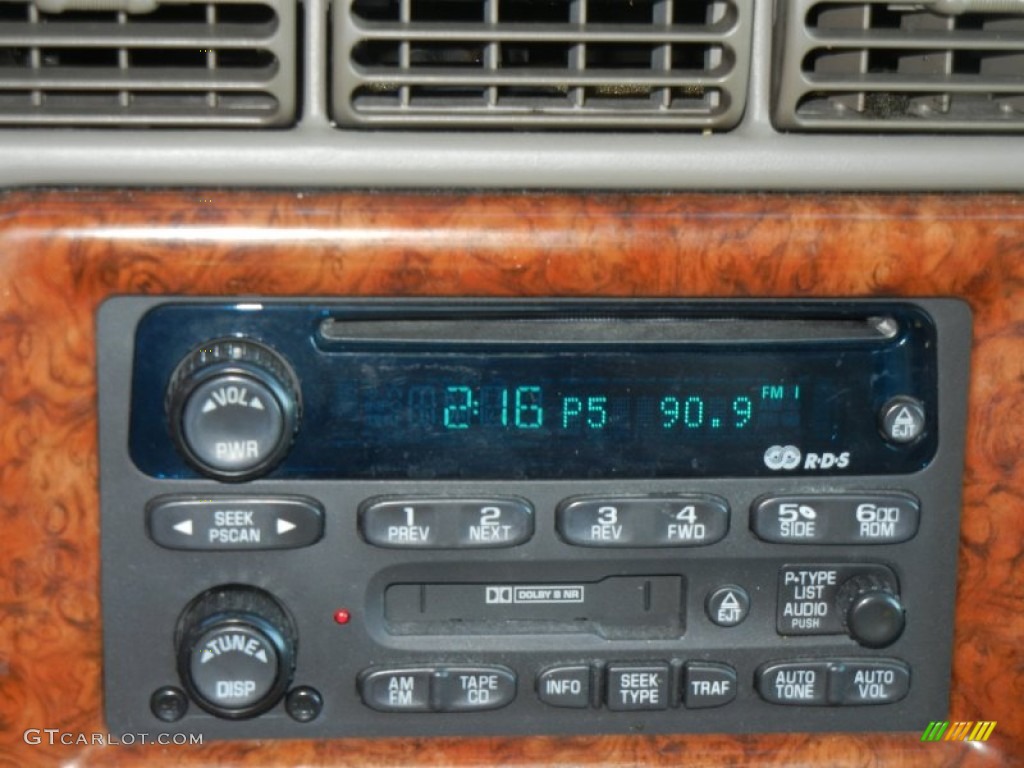 VOL
PWR
2:16 P5 90.9 FM 1
EJT
R·D·S
SEEK
PSCAN
1 2
PREV NEXT
3 4
REV FWD
5 6
SIDE RDM
DOLBY B NR
EJT
P-TYPE
LIST
AUDIO
PUSH
TUNE
DISP
AM
FM
TAPE
CD
INFO
SEEK
TYPE
TRAF
AUTO
TONE
AUTO
VOL
GTCARLOT.COM